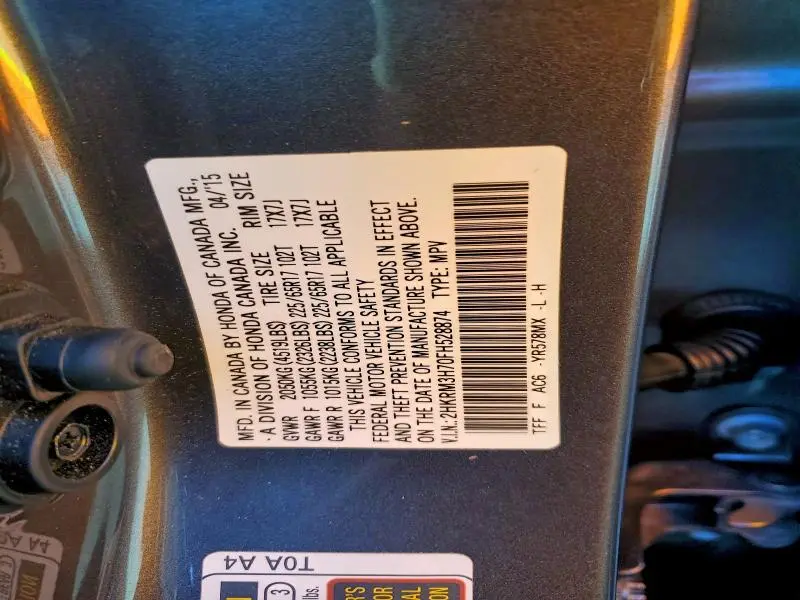 MFD. IN CANADA BY HONDA OF CANADA MFG.,
·A DIVISION OF HONDA CANADA INC. 04/'15
GVWR 2050KG(4519LBS) TIRE SIZE RIM SIZE
GAWR F 1055KG(2326LBS) 225/65R17 102T 17X7J
GAWR R 1015KG(2238LBS) 225/65R17 102T 17X7J
THIS VEHICLE CONFORMS TO ALL APPLICABLE
FEDERAL MOTOR VEHICLE SAFETY
AND THEFT PREVENTION STANDARDS IN EFFECT
ON THE DATE OF MANUFACTURE SHOWN ABOVE.
V.I.N.: 2HKRM3H70FH528874 TYPE: MPV
TFF F AC6 -YR578MX -L -H
T0A A4
3
lbs.